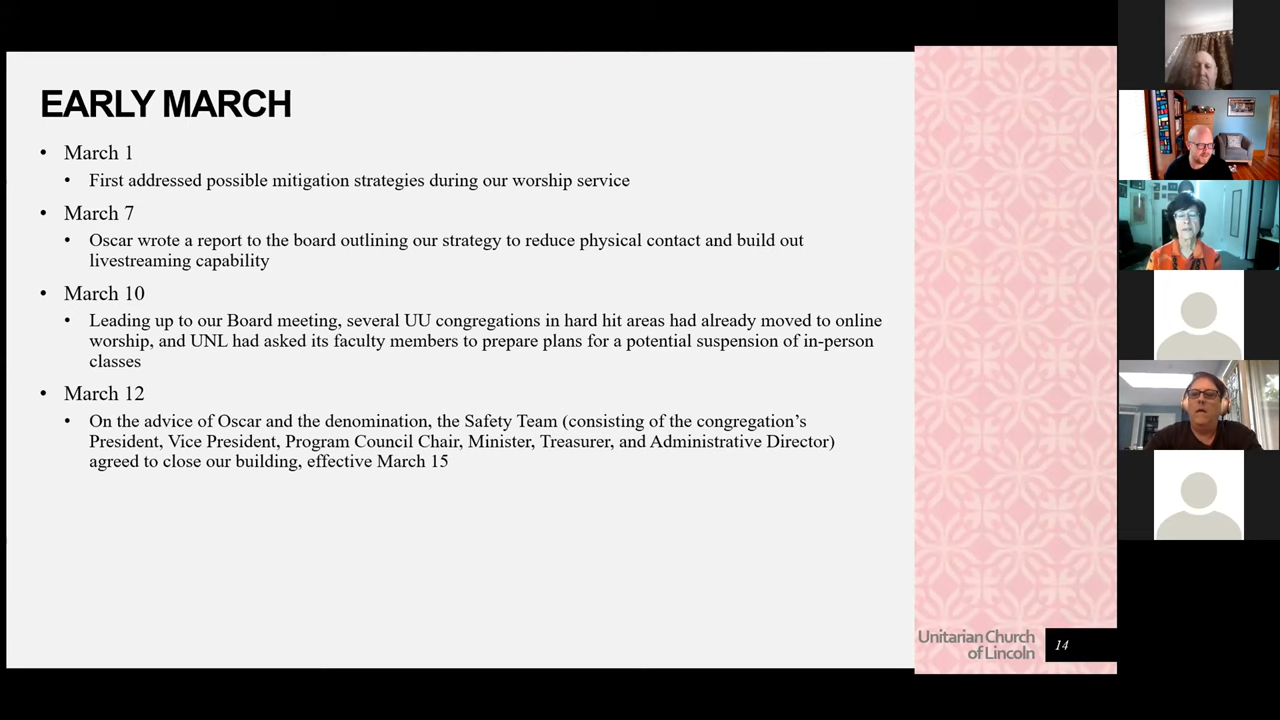 EARLY MARCH
• March 1
• First addressed possible mitigation strategies during our worship service
• March 7
• Oscar wrote a report to the board outlining our strategy to reduce physical contact and build out
livestreaming capability
• March 10
• Leading up to our Board meeting, several UU congregations in hard hit areas had already moved to online
worship, and UNL had asked its faculty members to prepare plans for a potential suspension of in-person
classes
• March 12
• On the advice of Oscar and the denomination, the Safety Team (consisting of the congregation’s
President, Vice President, Program Council Chair, Minister, Treasurer, and Administrative Director)
agreed to close our building, effective March 15
Unitarian Church
of Lincoln
14